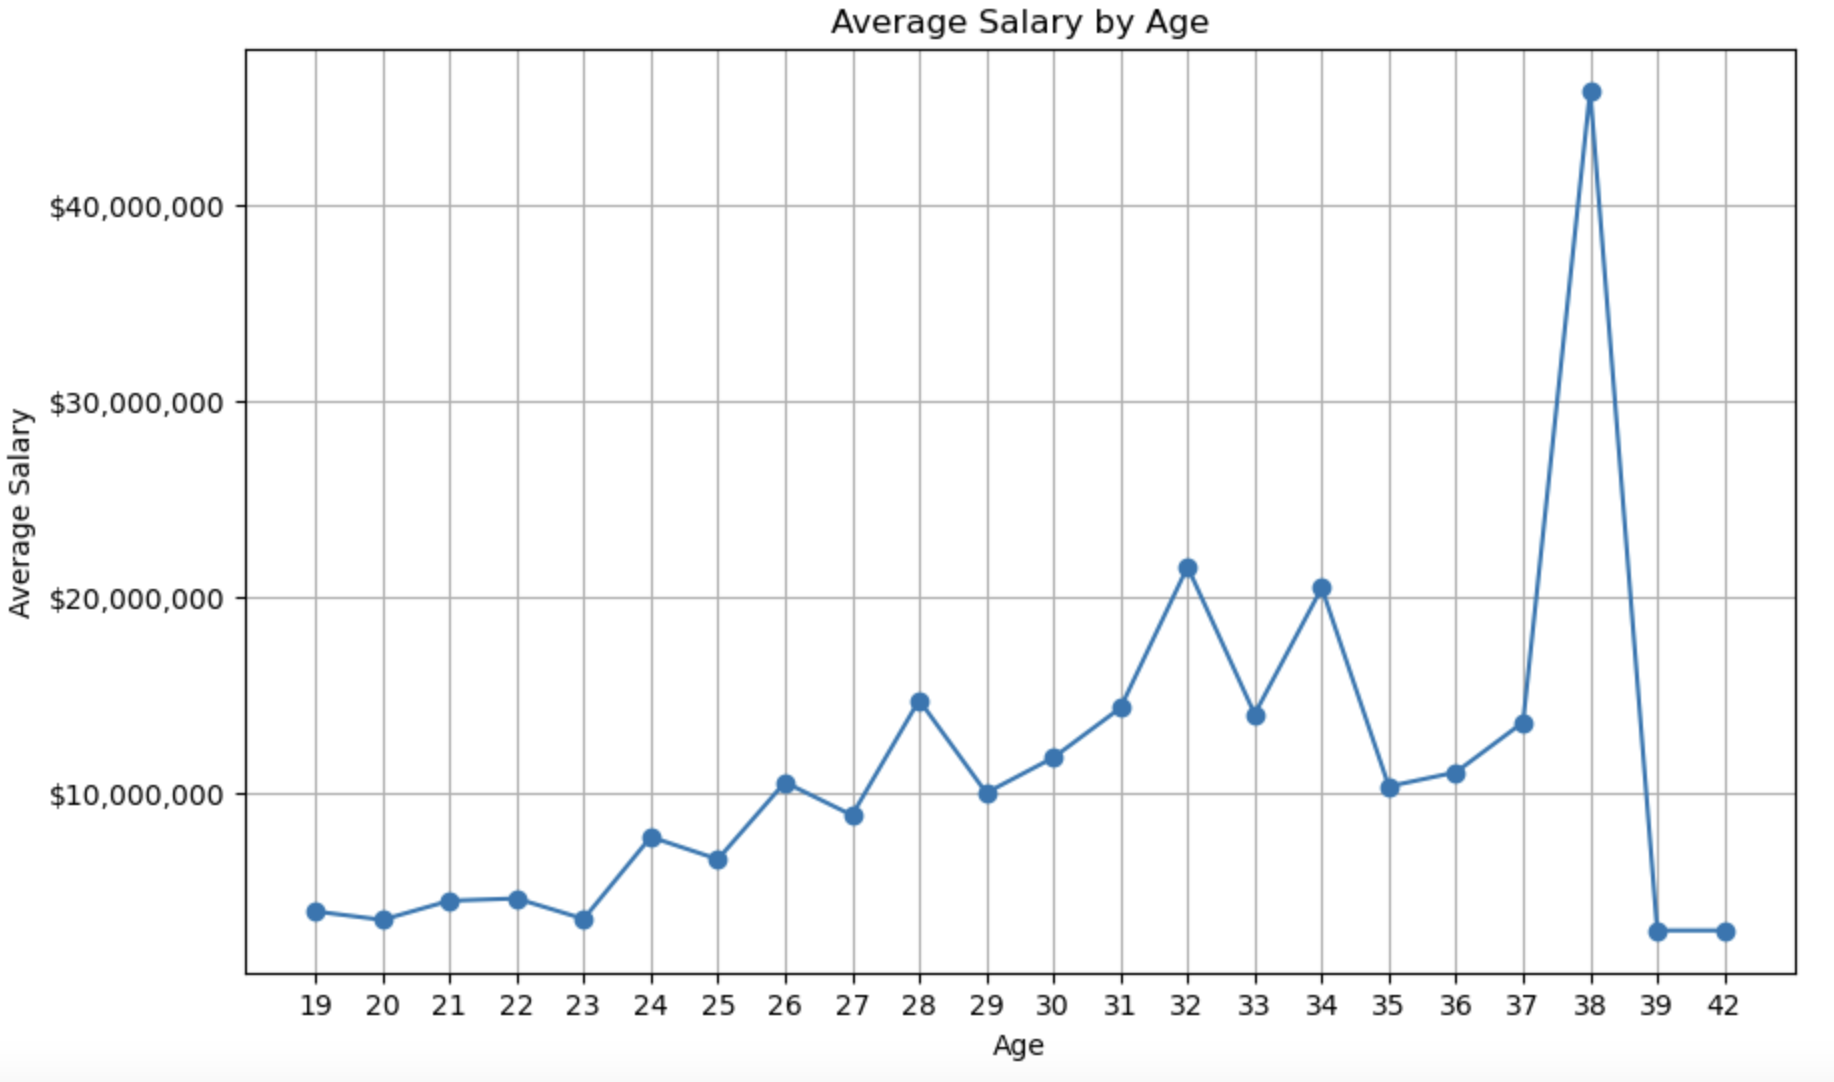 Average Salary by Age
$40,000,000
$30,000,000
$20,000,000
$10,000,000
Average Salary
19 20 21 22 23 24 25 26 27 28 29 30 31 32 33 34 35 36 37 38 39 42
Age